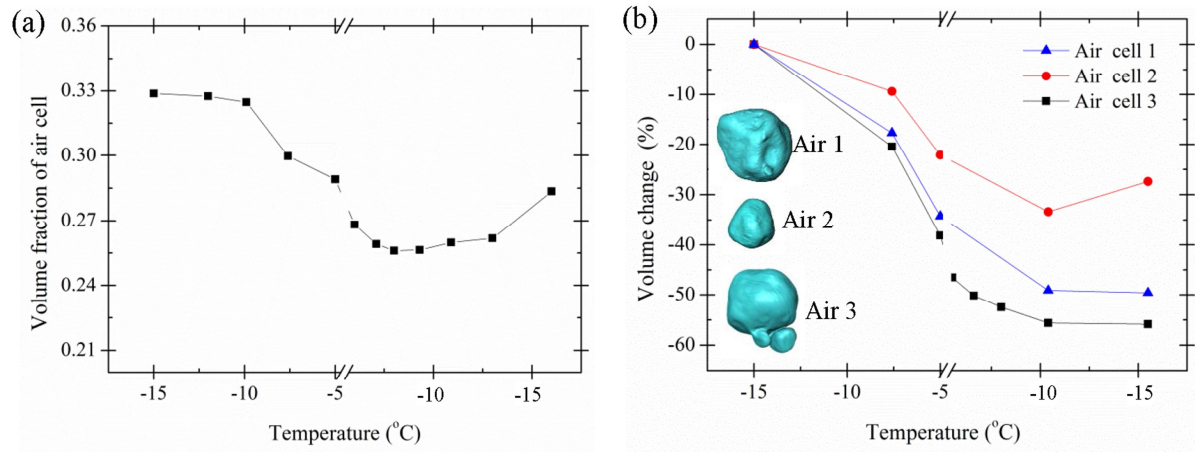 (a)
0.36
0.33
0.30
0.27
0.24
0.21
Volume fraction of air cell
-15
-10
-5
-10
-15
Temperature (°C)
(b)
0
-10
-20
-30
-40
-50
-60
Volume change (%)
Air cell 1
Air cell 2
Air cell 3
Air 1
Air 2
Air 3
-15
-10
-5
-10
-15
Temperature (°C)